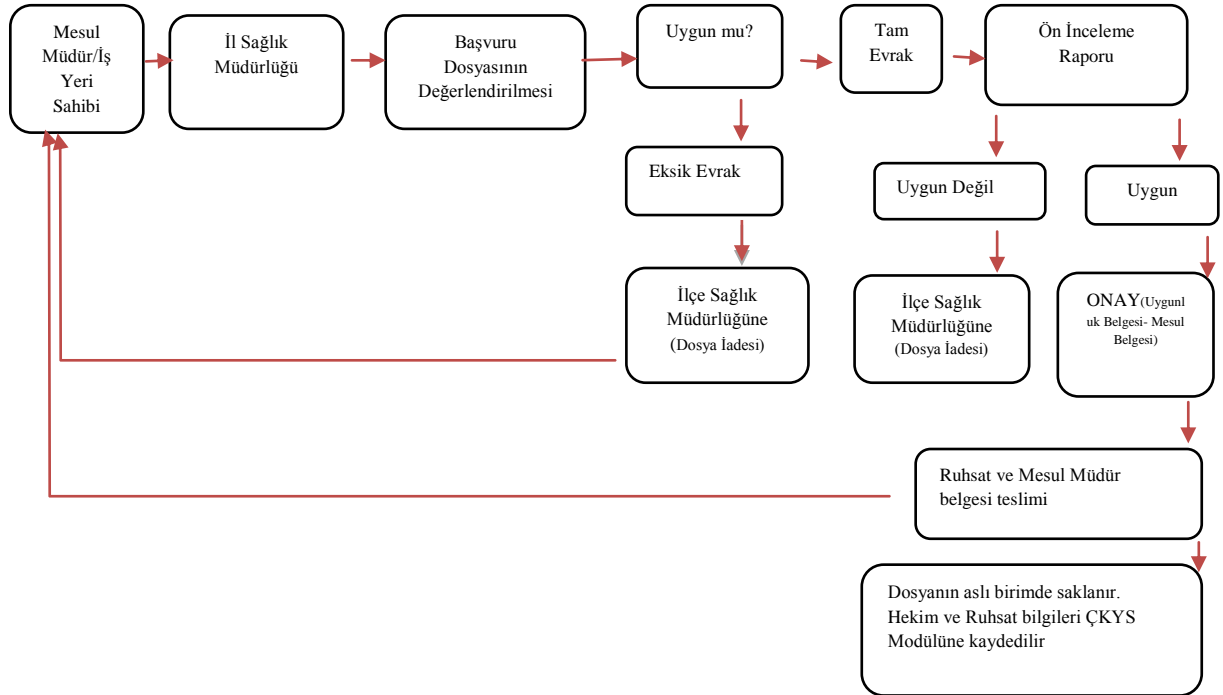 Mesul
Müdür/İş
Yeri
Sahibi
İl Sağlık
Müdürlüğü
Başvuru
Dosyasının
Değerlendirilmesi
Uygun mu?
Tam
Evrak
Ön İnceleme
Raporu
Eksik Evrak
Uygun Değil
Uygun
İlçe Sağlık
Müdürlüğüne
(Dosya İadesi)
İlçe Sağlık
Müdürlüğüne
(Dosya İadesi)
ONAY(Uygunl
uk Belgesi- Mesul
Belgesi)
Ruhsat ve Mesul Müdür
belgesi teslimi
Dosyanın aslı birimde saklanır.
Hekim ve Ruhsat bilgileri ÇKYS
Modülüne kaydedilir